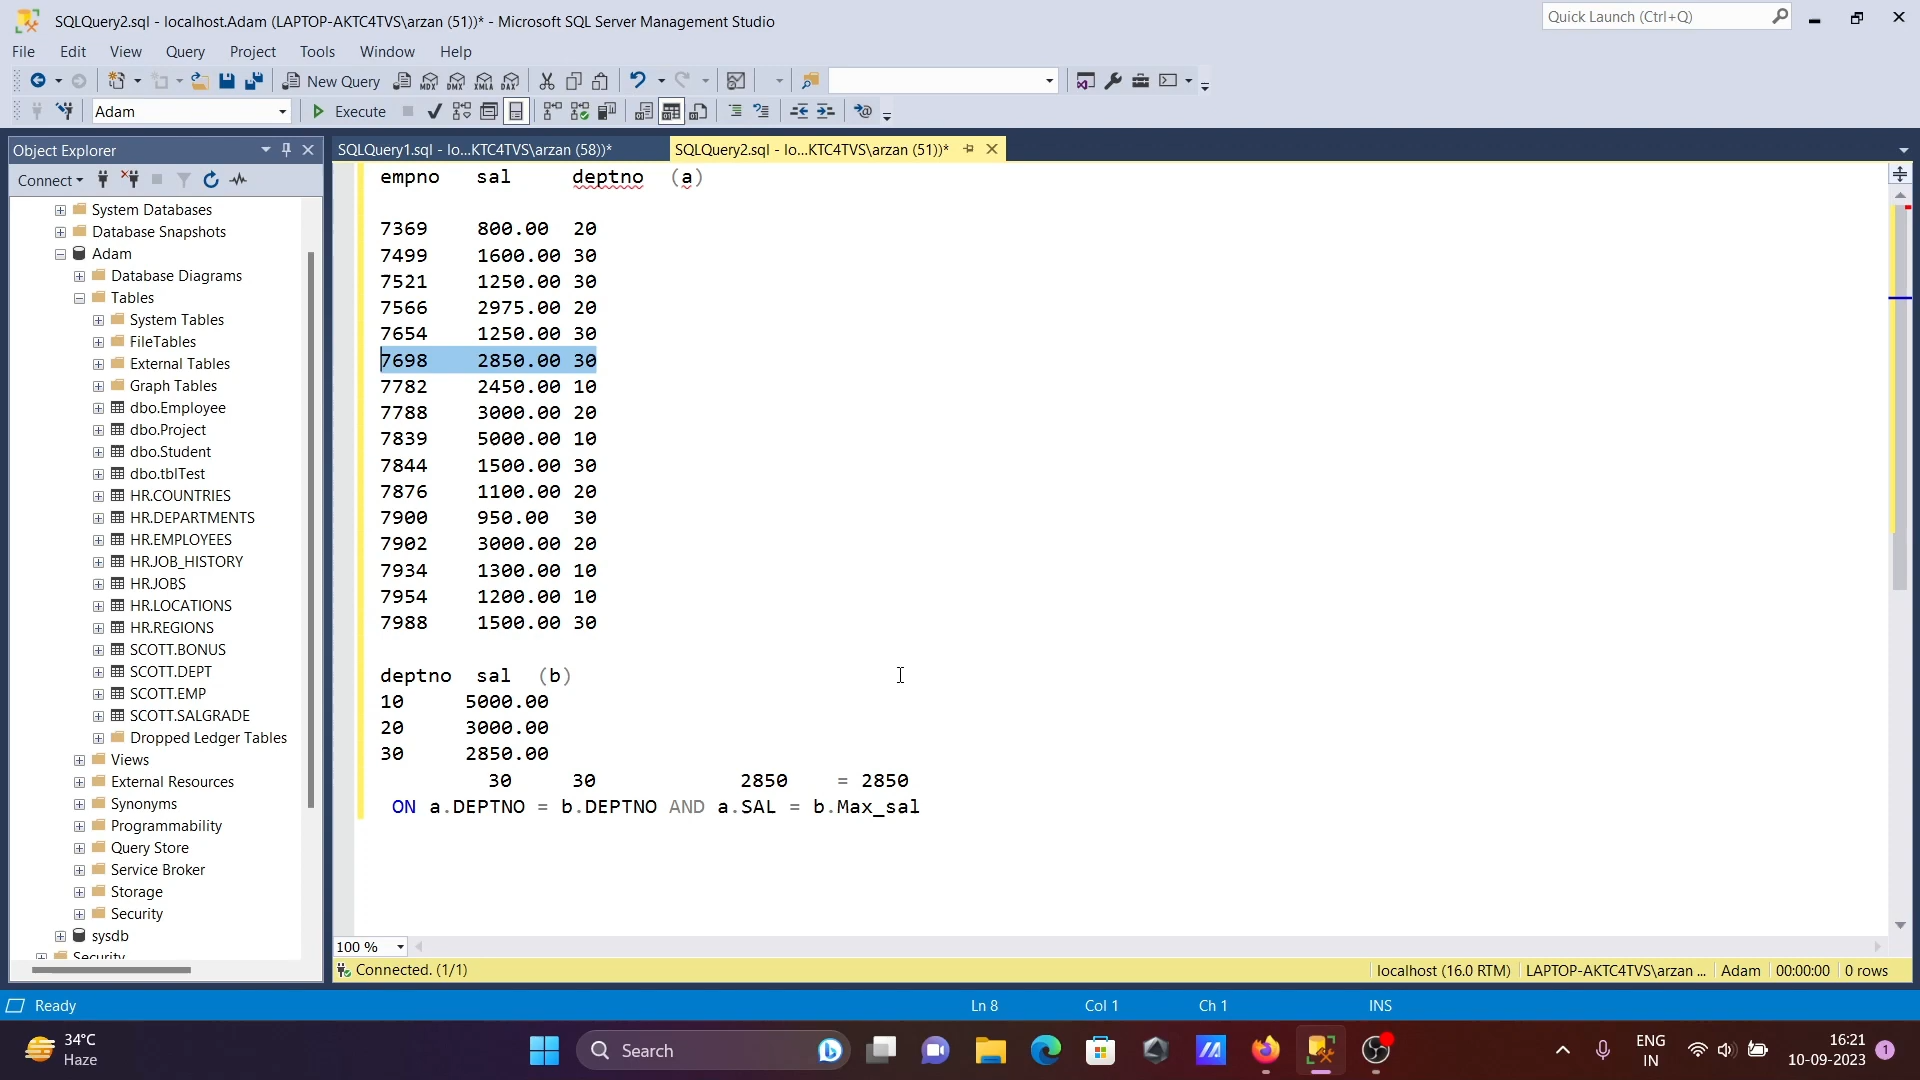 SQLQuery2.sql - localhost.Adam (LAPTOP-AKTC4TVS\arzan (51))* - Microsoft SQL Server Management Studio
Quick Launch (Ctrl+Q)
File Edit View Query Project Tools Window Help
New Query
MDX DMX XMLA DAX
Adam
Execute
Object Explorer
SQLQuery1.sql - lo...KTC4TVS\arzan (58))*
SQLQuery2.sql - lo...KTC4TVS\arzan (51))*
Connect
System Databases
Database Snapshots
Adam
Database Diagrams
Tables
System Tables
FileTables
External Tables
Graph Tables
dbo.Employee
dbo.Project
dbo.Student
dbo.tblTest
HR.COUNTRIES
HR.DEPARTMENTS
HR.EMPLOYEES
HR.JOB_HISTORY
HR.JOBS
HR.LOCATIONS
HR.REGIONS
SCOTT.BONUS
SCOTT.DEPT
SCOTT.EMP
SCOTT.SALGRADE
Dropped Ledger Tables
Views
External Resources
Synonyms
Programmability
Query Store
Service Broker
Storage
Security
sysdb
Security
empno sal deptno (a)
7369 800.00 20
7499 1600.00 30
7521 1250.00 30
7566 2975.00 20
7654 1250.00 30
7698 2850.00 30
7782 2450.00 10
7788 3000.00 20
7839 5000.00 10
7844 1500.00 30
7876 1100.00 20
7900 950.00 30
7902 3000.00 20
7934 1300.00 10
7954 1200.00 10
7988 1500.00 30
deptno sal (b)
10 5000.00
20 3000.00
30 2850.00
30 30 2850 = 2850
ON a.DEPTNO = b.DEPTNO AND a.SAL = b.Max_sal
100 %
Connected. (1/1)
localhost (16.0 RTM) LAPTOP-AKTC4TVS\arzan ... Adam 00:00:00 0 rows
Ready
Ln 8 Col 1 Ch 1 INS
34°C
Haze
Search
ENG
IN
16:21
10-09-2023
1